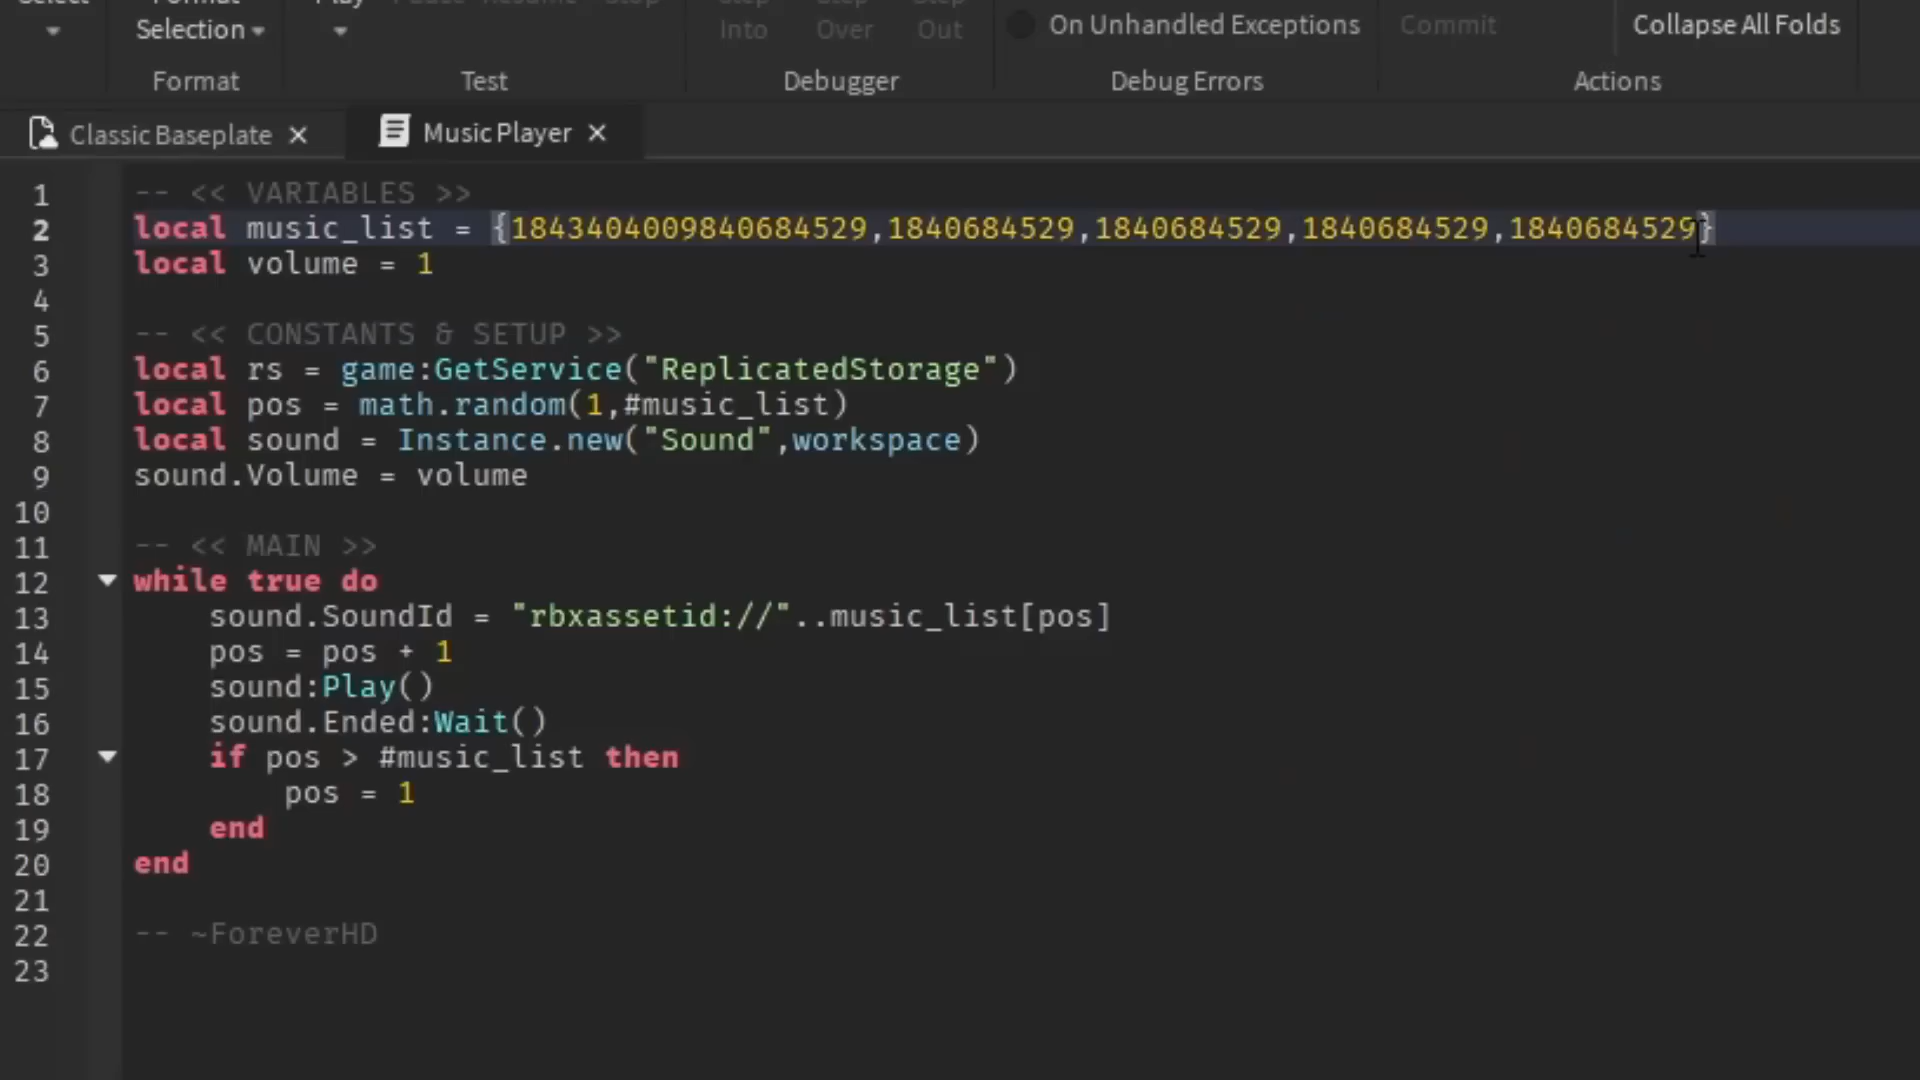 Selection
Into
Over
Out
On Unhandled Exceptions
Commit
Collapse All Folds
Format
Test
Debugger
Debug Errors
Actions
Classic Baseplate
Music Player
1 -- << VARIABLES >>
2 local music_list = {1843404009840684529,1840684529,1840684529,1840684529,1840684529}
3 local volume = 1
4
5 -- << CONSTANTS & SETUP >>
6 local rs = game:GetService("ReplicatedStorage")
7 local pos = math.random(1,#music_list)
8 local sound = Instance.new("Sound",workspace)
9 sound.Volume = volume
10
11 -- << MAIN >>
12 while true do
13 sound.SoundId = "rbxassetid://"..music_list[pos]
14 pos = pos + 1
15 sound:Play()
16 sound.Ended:Wait()
17 if pos > #music_list then
18 pos = 1
19 end
20 end
21
22 -- ~ForeverHD
23